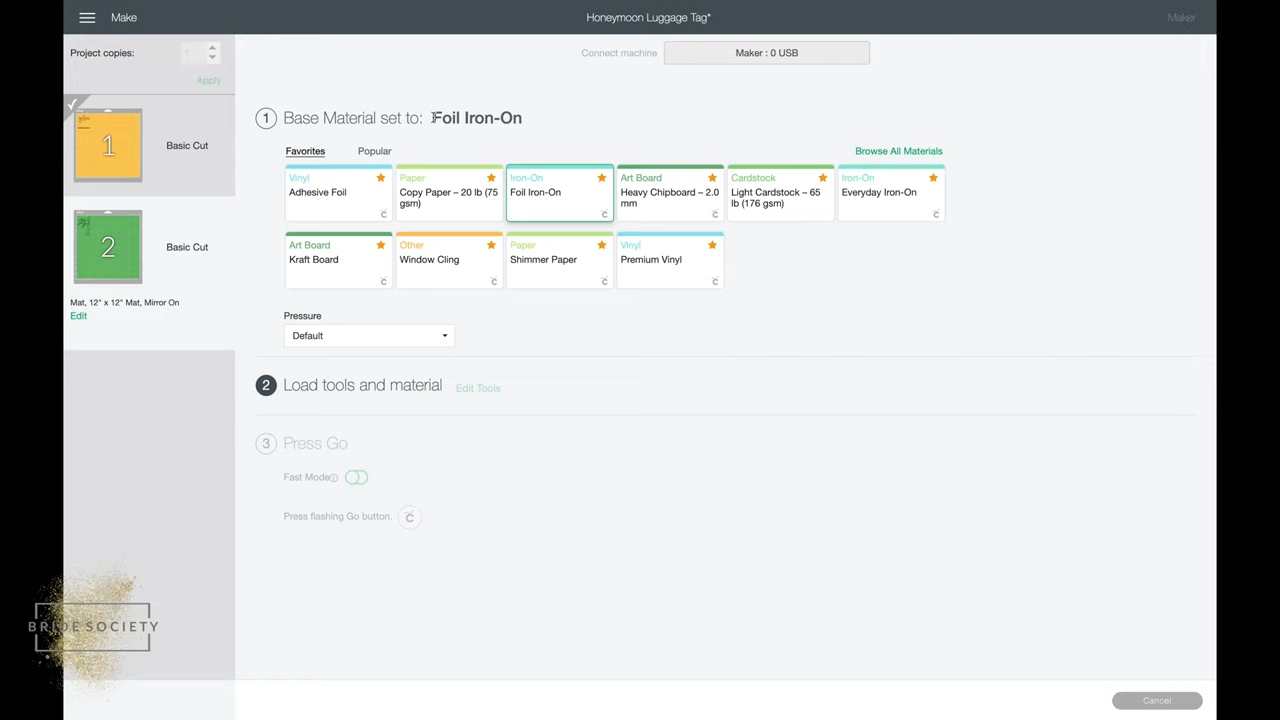 Make
Honeymoon Luggage Tag*
Maker
Project copies:
1
Apply
Connect machine
Maker : 0 USB
1
Basic Cut
2
Basic Cut
Mat, 12" x 12" Mat, Mirror On
Edit
1 Base Material set to: Foil Iron-On
Favorites
Popular
Browse All Materials
Vinyl
Adhesive Foil
Paper
Copy Paper – 20 lb (75
gsm)
Iron-On
Foil Iron-On
Art Board
Heavy Chipboard – 2.0
mm
Cardstock
Light Cardstock – 65
lb (176 gsm)
Iron-On
Everyday Iron-On
Art Board
Kraft Board
Other
Window Cling
Paper
Shimmer Paper
Vinyl
Premium Vinyl
Pressure
Default
2 Load tools and material
Edit Tools
3 Press Go
Fast Mode
Press flashing Go button.
BRIDE SOCIETY
Cancel